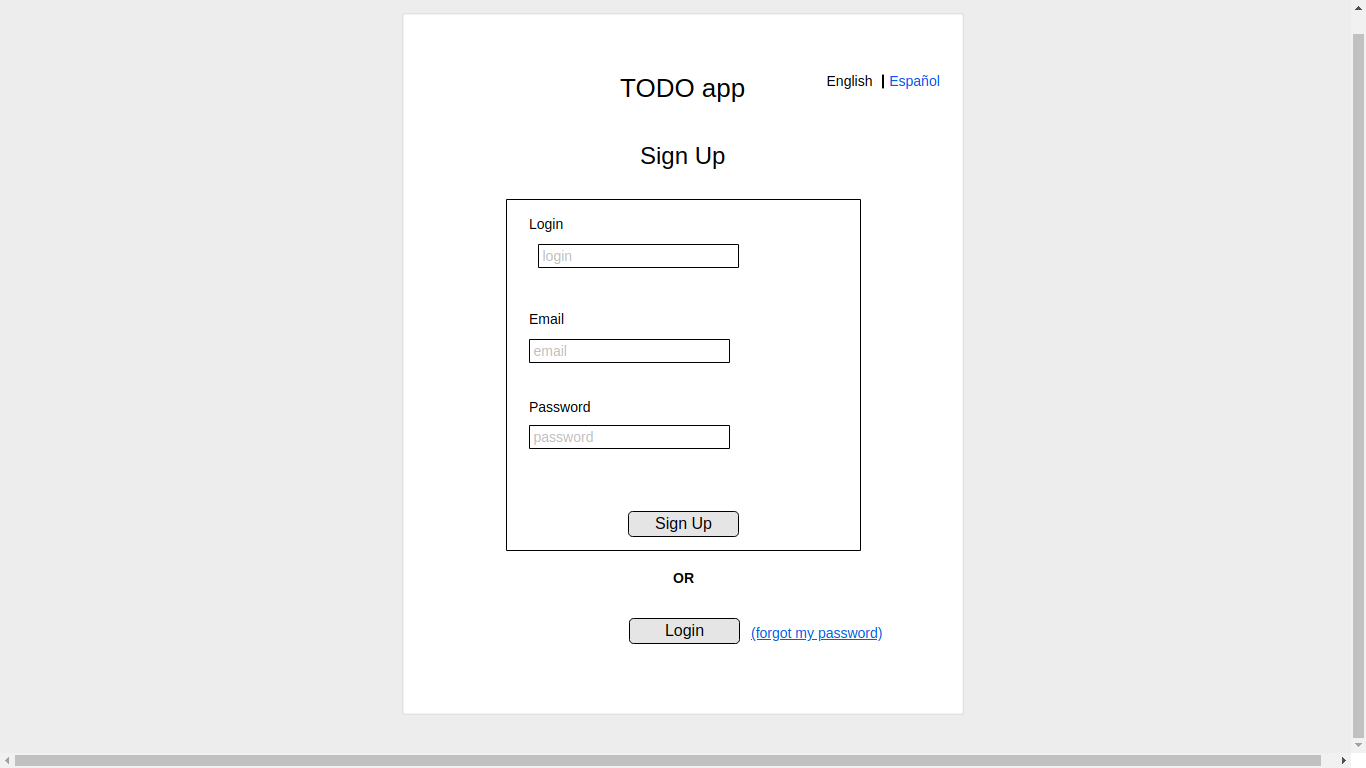 TODO app
English | Español
Sign Up
Login
login
Email
email
Password
password
Sign Up
OR
Login (forgot my password)